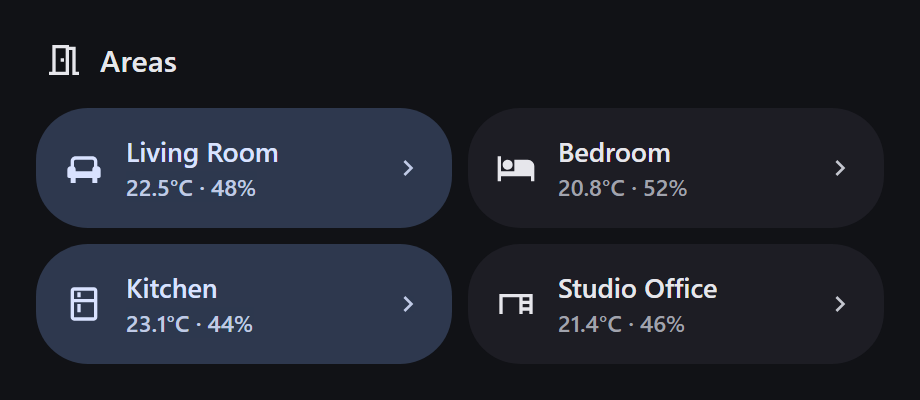 Areas
Living Room
22.5°C · 48%
Bedroom
20.8°C · 52%
Kitchen
23.1°C · 44%
Studio Office
21.4°C · 46%